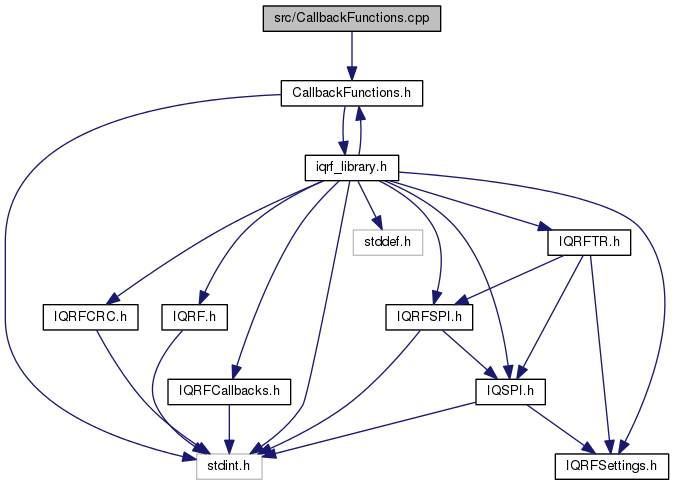 src/CallbackFunctions.cpp
CallbackFunctions.h
iqrf_library.h
stddef.h
IQRFTR.h
IQRFCRC.h
IQRF.h
IQRFSPI.h
IQRFCallbacks.h
IQSPI.h
stdint.h
IQRFSettings.h